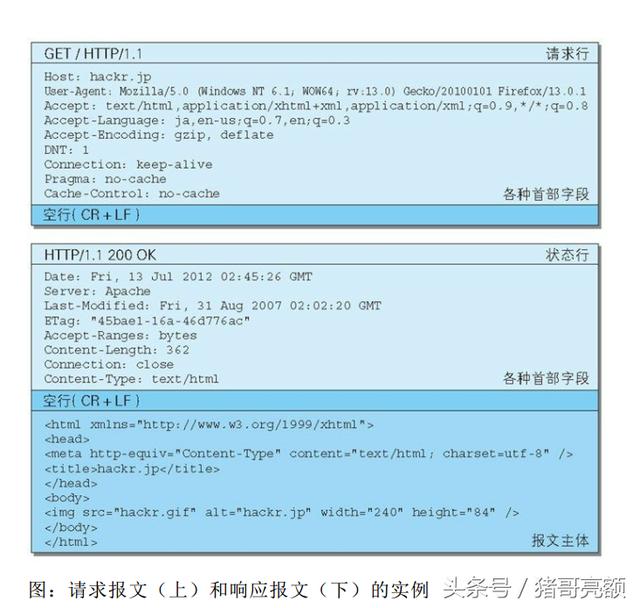 GET / HTTP/1.1 请求行
Host: hackr.jp
User-Agent: Mozilla/5.0 (Windows NT 6.1; WOW64; rv:13.0) Gecko/20100101 Firefox/13.0.1
Accept: text/html,application/xhtml+xml,application/xml;q=0.9,*/*;q=0.8
Accept-Language: ja,en-us;q=0.7,en;q=0.3
Accept-Encoding: gzip, deflate
DNT: 1
Connection: keep-alive
Pragma: no-cache
Cache-Control: no-cache 各种首部字段
空行(CR+LF)
HTTP/1.1 200 OK 状态行
Date: Fri, 13 Jul 2012 02:45:26 GMT
Server: Apache
Last-Modified: Fri, 31 Aug 2007 02:02:20 GMT
ETag: "45bae1-16a-46d776ac"
Accept-Ranges: bytes
Content-Length: 362
Connection: close
Content-Type: text/html 各种首部字段
空行(CR+LF)
<html xmlns="http://www.w3.org/1999/xhtml">
<head>
<meta http-equiv="Content-Type" content="text/html; charset=utf-8" />
<title>hackr.jp</title>
</head>
<body>
<img src="hackr.gif" alt="hackr.jp" width="240" height="84" />
</body>
</html> 报文主体
图：请求报文（上）和响应报文（下）的实例 头条号／猪哥亮额